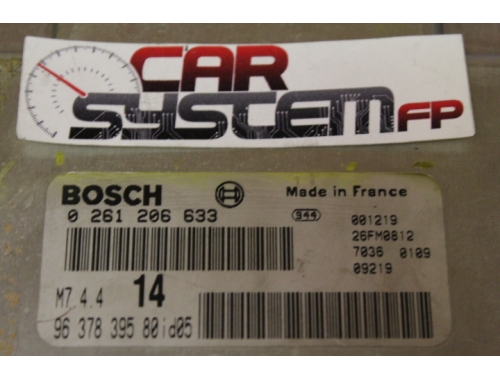 CAR
SYSTEM FP
BOSCH
Made in France
0 261 206 633
944
001219
26FM0812
7036 0109
09219
M7 4.4
14
96 378 395 80id05